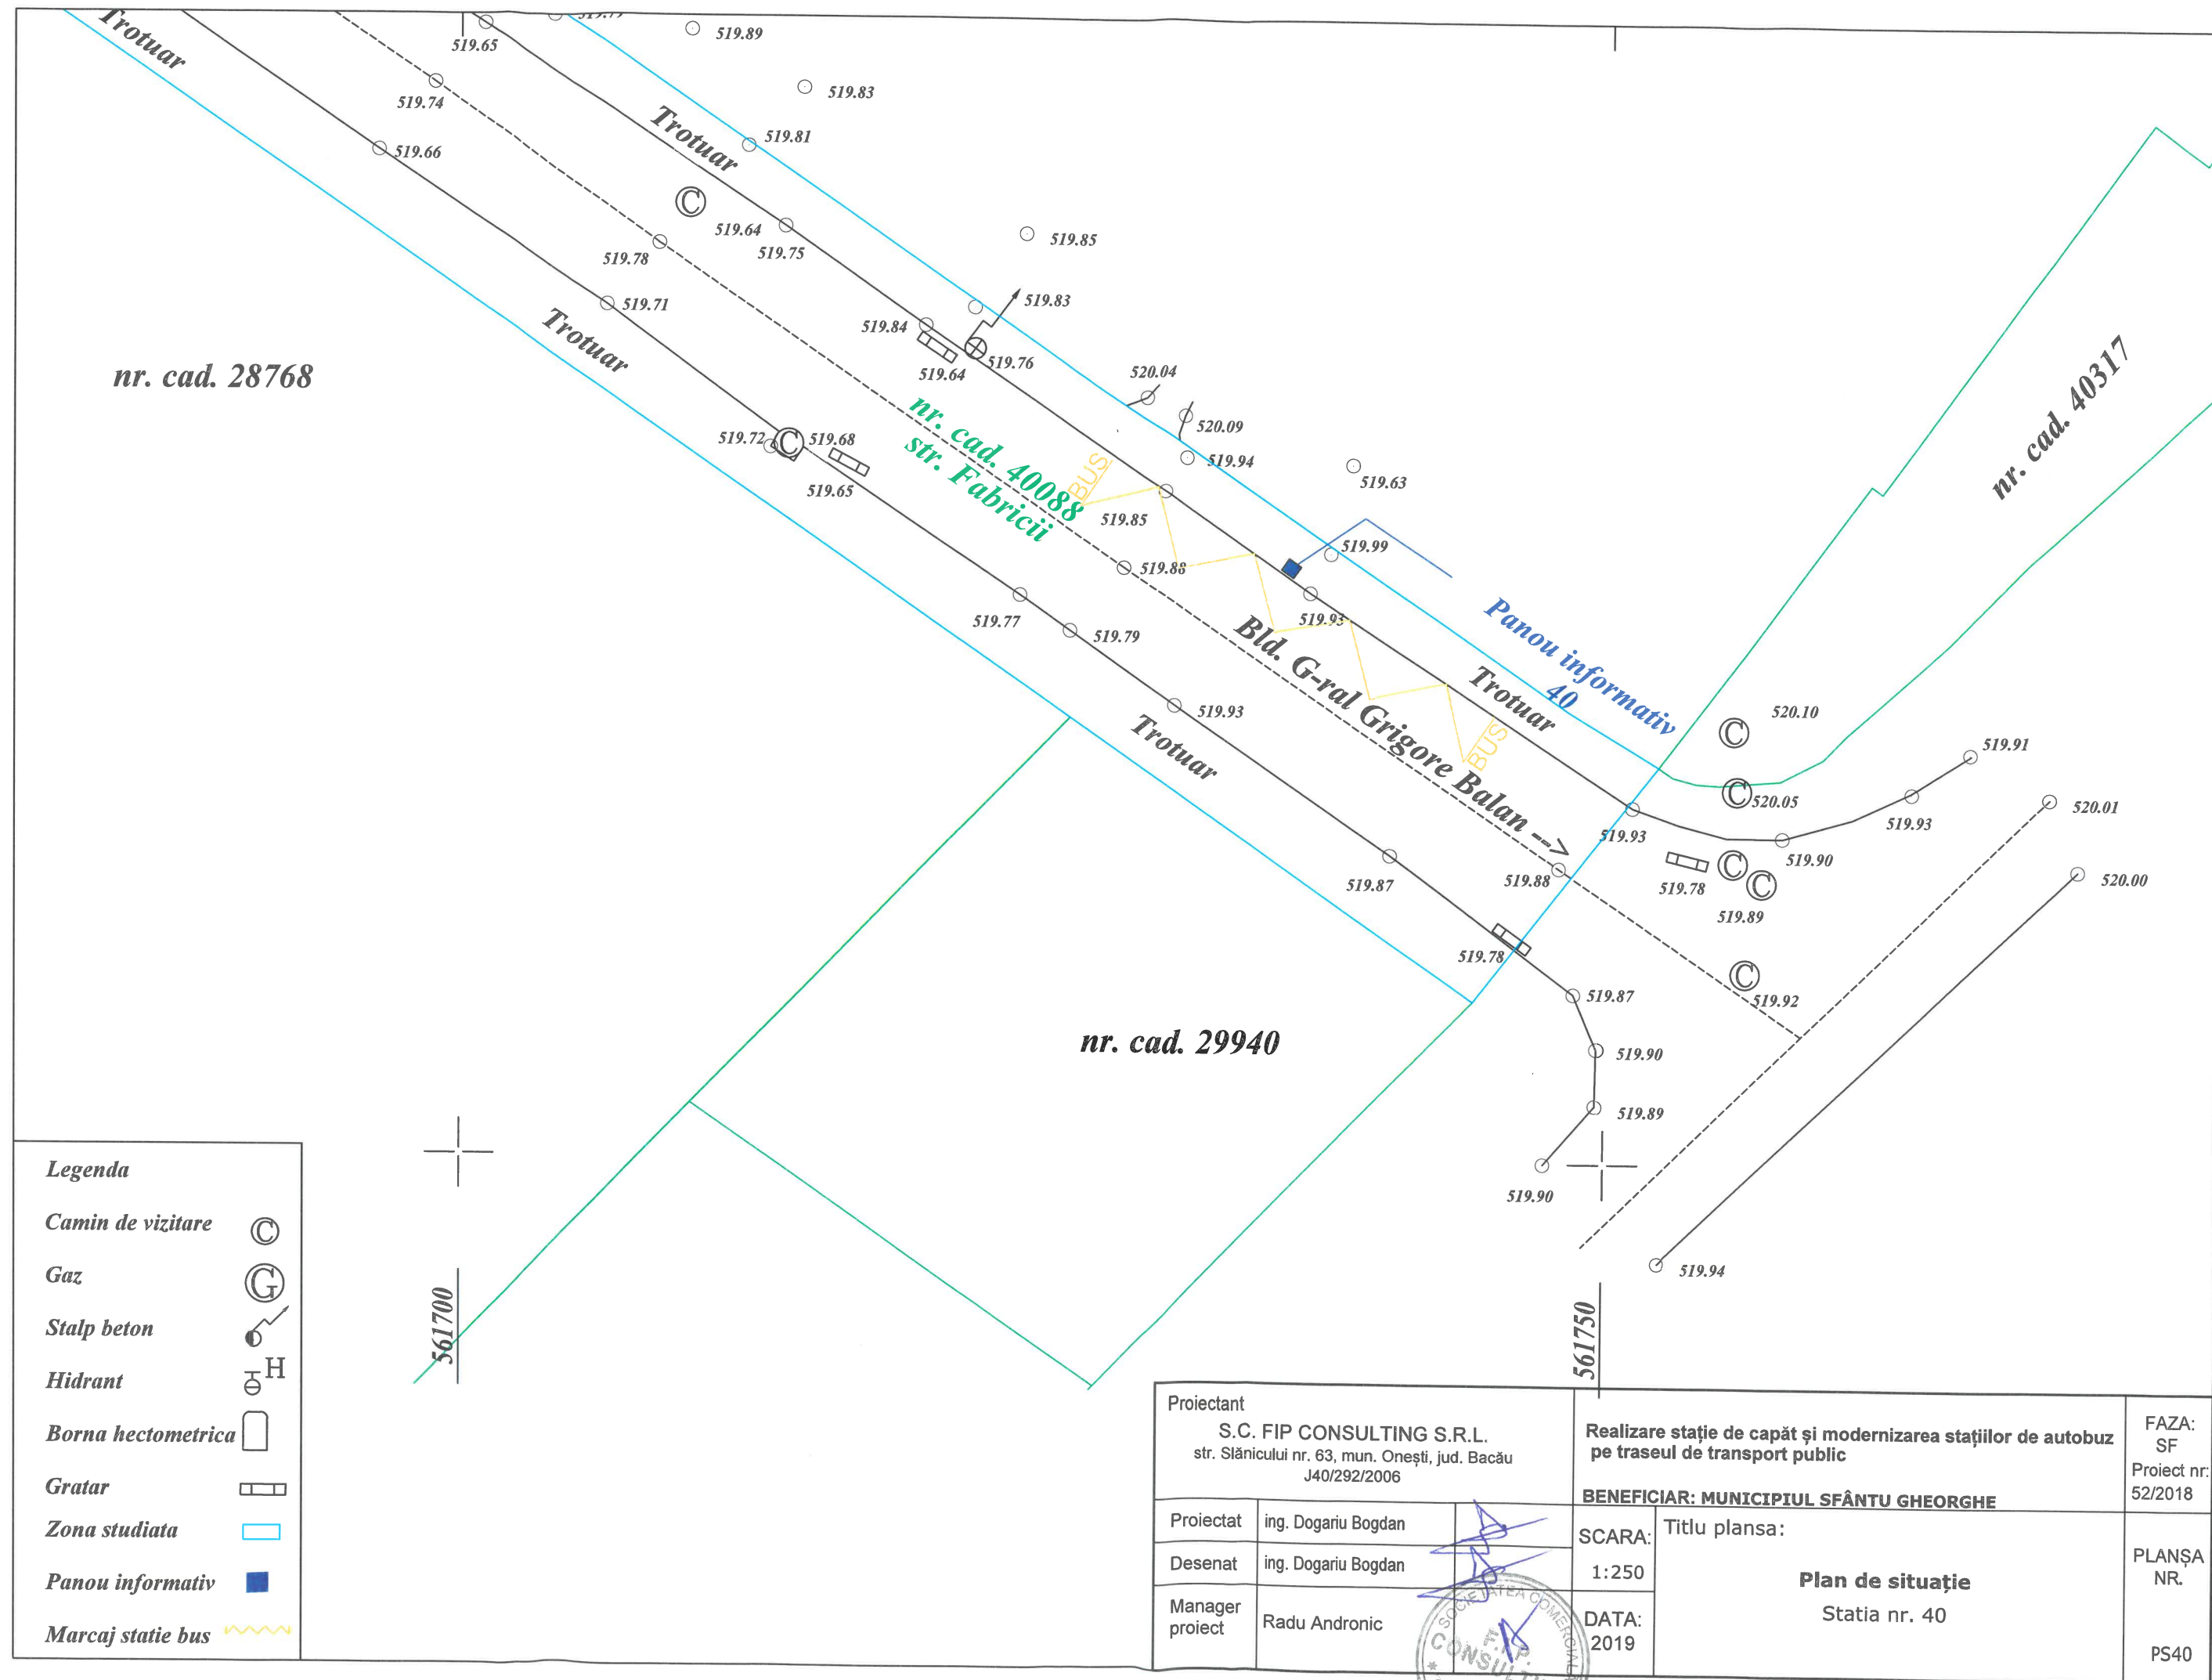 Trotuar
519.65
519.89
519.74
519.83
519.66
Trotuar
519.81
519.64
519.75
519.78
519.85
519.71
519.83
Trotuar
519.84
519.64
519.76
nr. cad. 28768
520.04
nr. cad. 40317
nr. cad. 40088
str. Fabricii
520.09
519.72
519.68
519.65
BUS
519.94
519.63
519.85
519.99
519.88
519.77
519.79
519.93
Bld. G-ral Grigore Balan -->
Panou informativ
40
Trotuar
519.93
Trotuar
BUS
520.10
519.91
520.05
520.01
519.93
519.93
519.90
519.87
519.88
519.78
519.89
520.00
519.78
519.87
519.92
nr. cad. 29940
519.90
519.89
519.90
519.94
561700
561750
Legenda
Camin de vizitare C
Gaz G
Stalp beton
Hidrant H
Borna hectometrica
Gratar
Zona studiata
Panou informativ
Marcaj statie bus
Proiectant
S.C. FIP CONSULTING S.R.L.
str. Slănicului nr. 63, mun. Onești, jud. Bacău
J40/292/2006
Realizare stație de capăt și modernizarea stațiilor de autobuz
pe traseul de transport public
BENEFICIAR: MUNICIPIUL SFÂNTU GHEORGHE
FAZA:
SF
Proiect nr:
52/2018
Proiectat ing. Dogariu Bogdan
Desenat ing. Dogariu Bogdan
Manager
proiect
Radu Andronic
SCARA:
1:250
DATA:
2019
Titlu plansa:
Plan de situație
Statia nr. 40
PLANȘA
NR.
PS40
SOCIETATEA COMERCIALA
F.I.P.